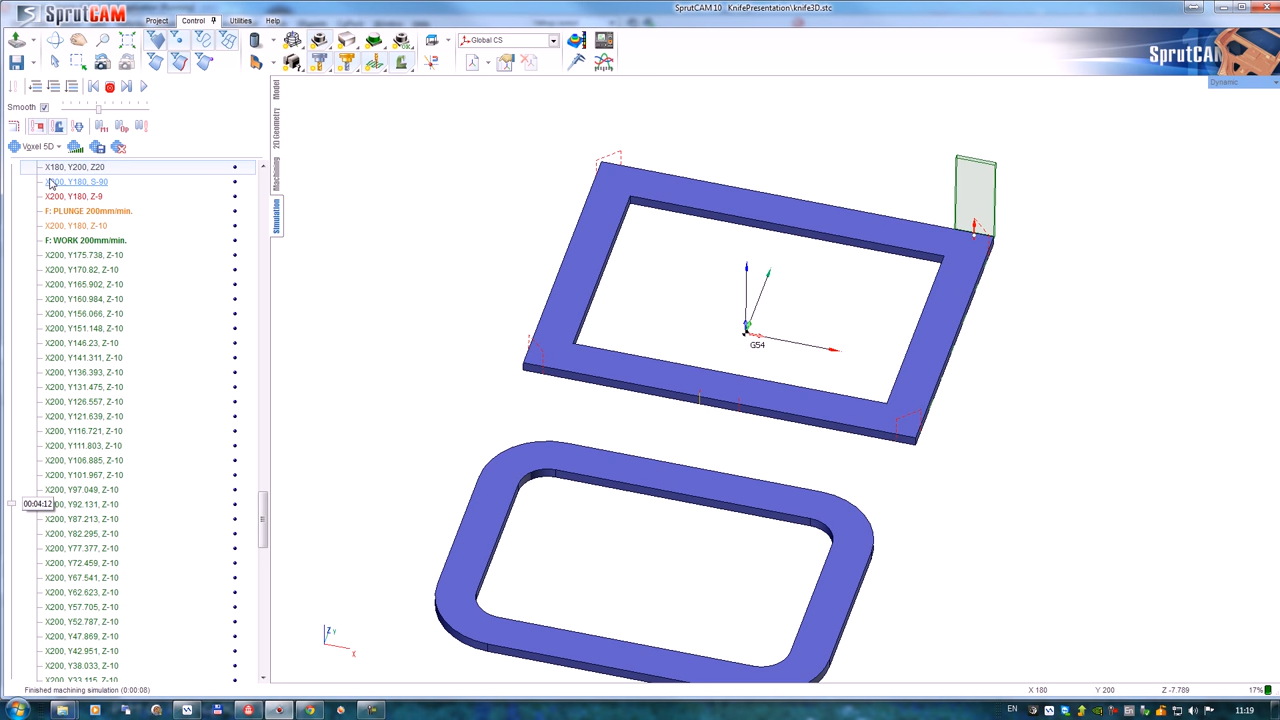 SprutCAM
SprutCAM 10 KnifePresentation\knife3D.stc
Project
Control
Utilities
Help
Global CS
Dynamic
Smooth
Voxel 5D
Model
2D Geometry
Machining
Simulation
X180, Y200, Z20
Y180, S-90
X200, Y180, Z-9
F: PLUNGE 200mm/min.
X200, Y180, Z-10
F: WORK 200mm/min.
X200, Y175.738, Z-10
X200, Y170.82, Z-10
X200, Y165.902, Z-10
X200, Y160.984, Z-10
X200, Y156.066, Z-10
X200, Y151.148, Z-10
X200, Y146.23, Z-10
X200, Y141.311, Z-10
X200, Y136.393, Z-10
X200, Y131.475, Z-10
X200, Y126.557, Z-10
X200, Y121.639, Z-10
X200, Y116.721, Z-10
X200, Y111.803, Z-10
X200, Y106.885, Z-10
X200, Y101.967, Z-10
X200, Y97.049, Z-10
00:04:12
Y92.131, Z-10
X200, Y87.213, Z-10
X200, Y82.295, Z-10
X200, Y77.377, Z-10
X200, Y72.459, Z-10
X200, Y67.541, Z-10
X200, Y62.623, Z-10
X200, Y57.705, Z-10
X200, Y52.787, Z-10
X200, Y47.869, Z-10
X200, Y42.951, Z-10
X200, Y38.033, Z-10
X200, Y33.115, Z-10
G54
Z
Y
X
Finished machining simulation (0:00:08)
X 180
Y 200
Z -7.789
17%
EN
11:19